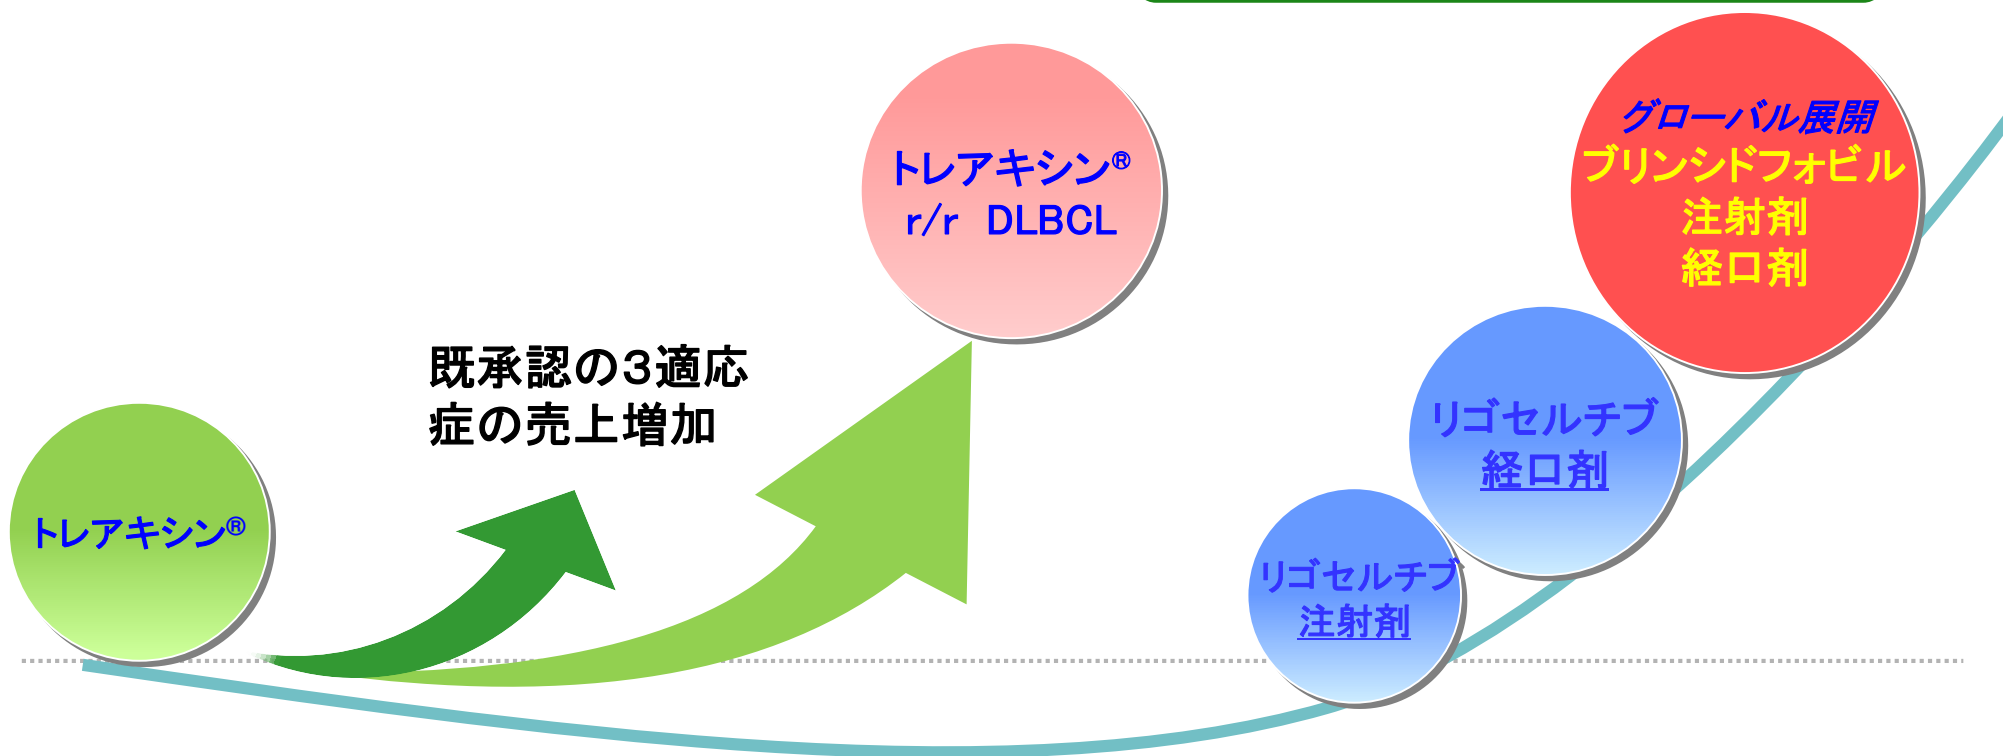 トレアキシン®
既承認の３適応
症の売上増加
トレアキシン®
r/r　DLBCL
リゴセルチブ
注射剤
リゴセルチブ
経口剤
グローバル展開
ブリンシドフォビル
注射剤
経口剤